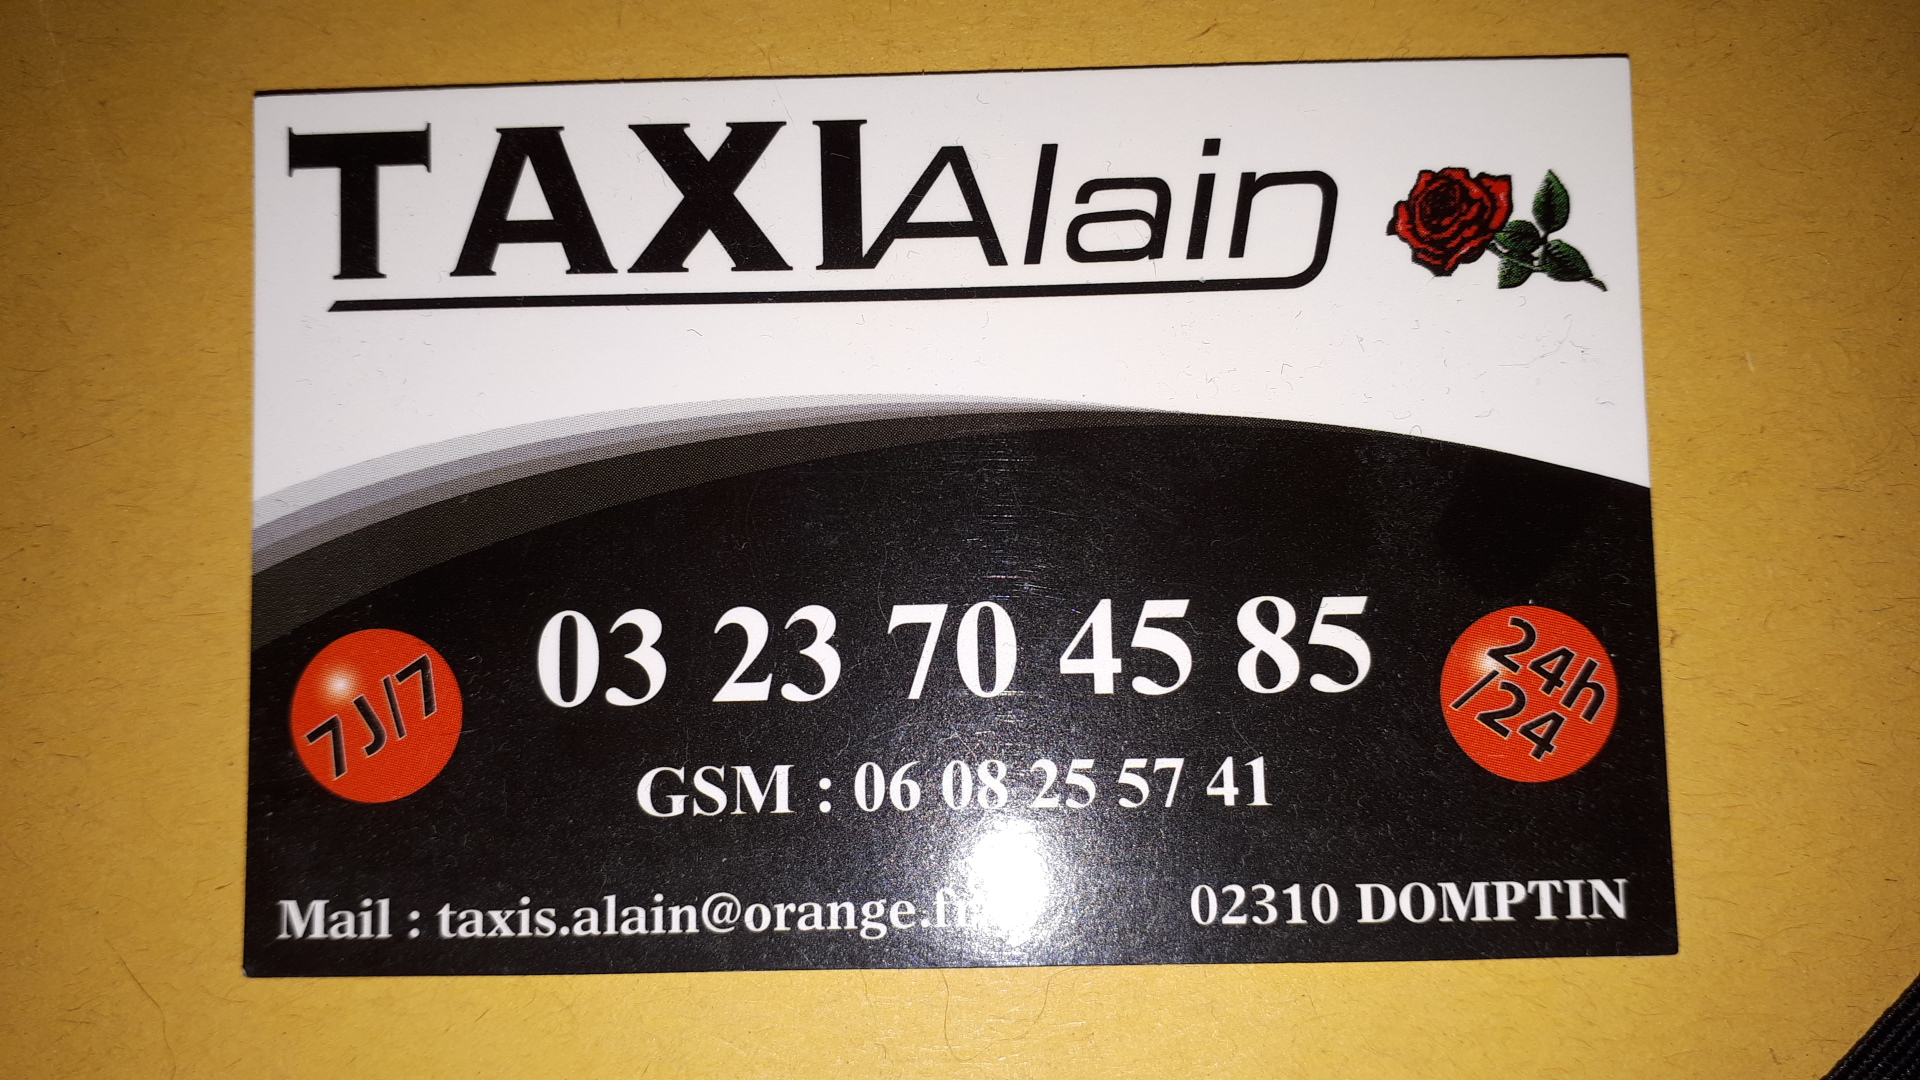 TAXI Alain
03 23 70 45 85
7J/7
24h
/24
GSM : 06 08 25 57 41
Mail : taxis.alain@orange.fr
02310 DOMPTIN